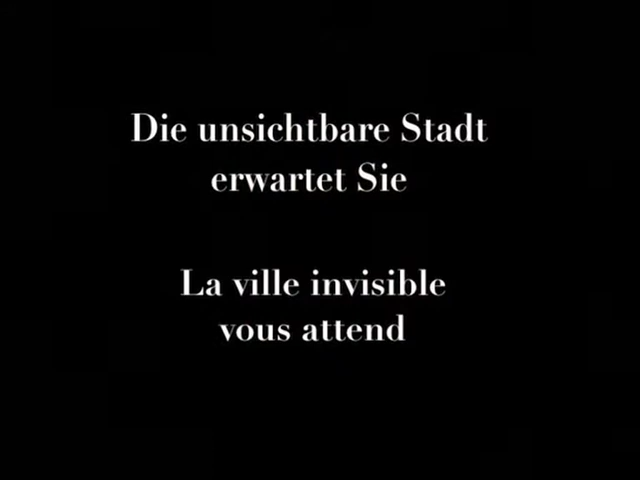 Die unsichtbare Stadt
erwartet Sie
La ville invisible
vous attend